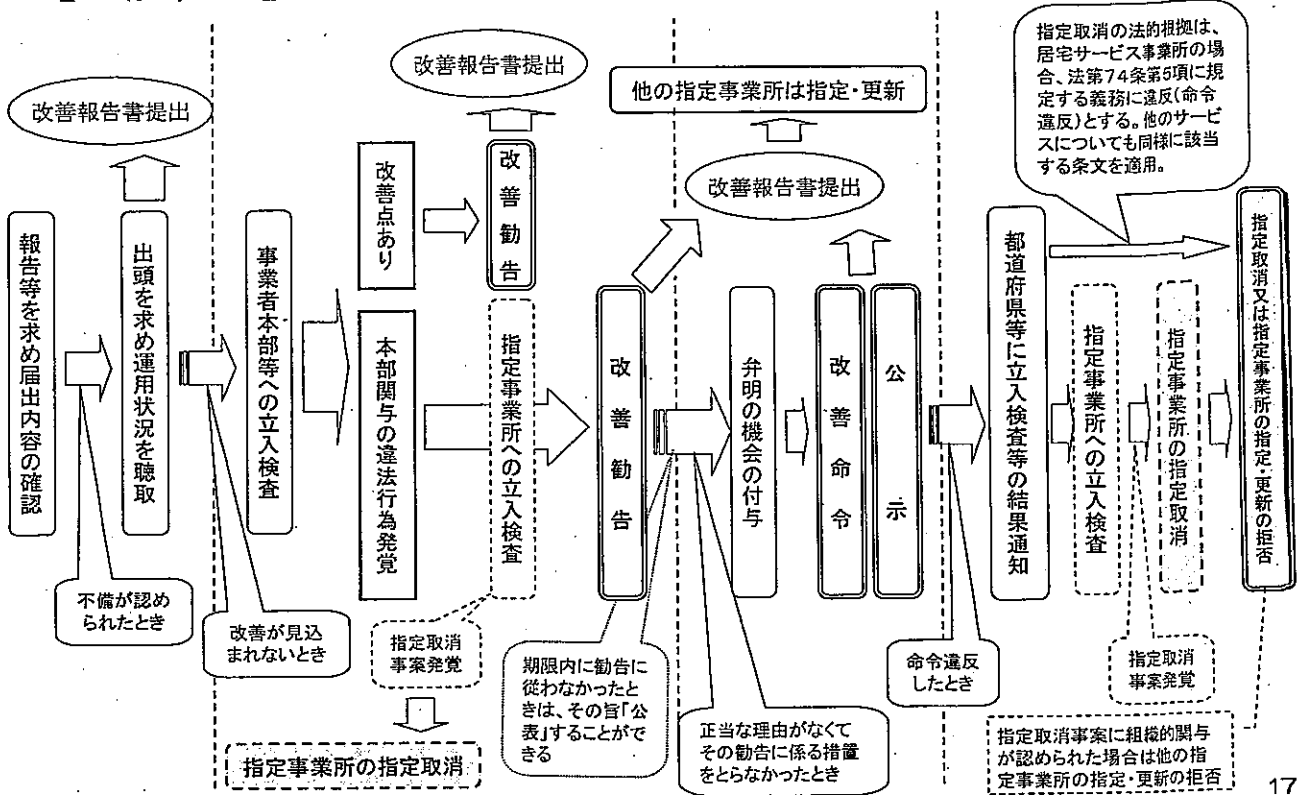 改善報告書提出
報告等を求め届出内容の確認
出頭を求め運用状況を聴取
不備が認め
られたとき
事業者本部等への立入検査
改善が見込
まれないとき
改善報告書提出
改善点あり
改善勧告
本部関与の違法行為発覚
指定事業所への立入検査
指定取消
事案発覚
指定事業所の指定取消
改善勧告
期限内に勧告に
従わなかったと
きは、その旨「公
表」することがで
きる
他の指定事業所は指定・更新
改善報告書提出
弁明の機会の付与
改善命令
公示
正当な理由がなくて
その勧告に係る措置
をとらなかったとき
命令違反
したとき
指定取消の法的根拠は、
居宅サービス事業所の場
合、法第74条第5項に規
定する義務に違反(命令
違反)とする。他のサービ
スについても同様に該当
する条文を適用。
都道府県等に立入検査等の結果通知
指定事業所への立入検査
指定事業所の指定取消
指定取消又は指定事業所の指定・更新の拒否
指定取消
事案発覚
指定取消事案に組織的関与
が認められた場合は他の指
定事業所の指定・更新の拒否
17